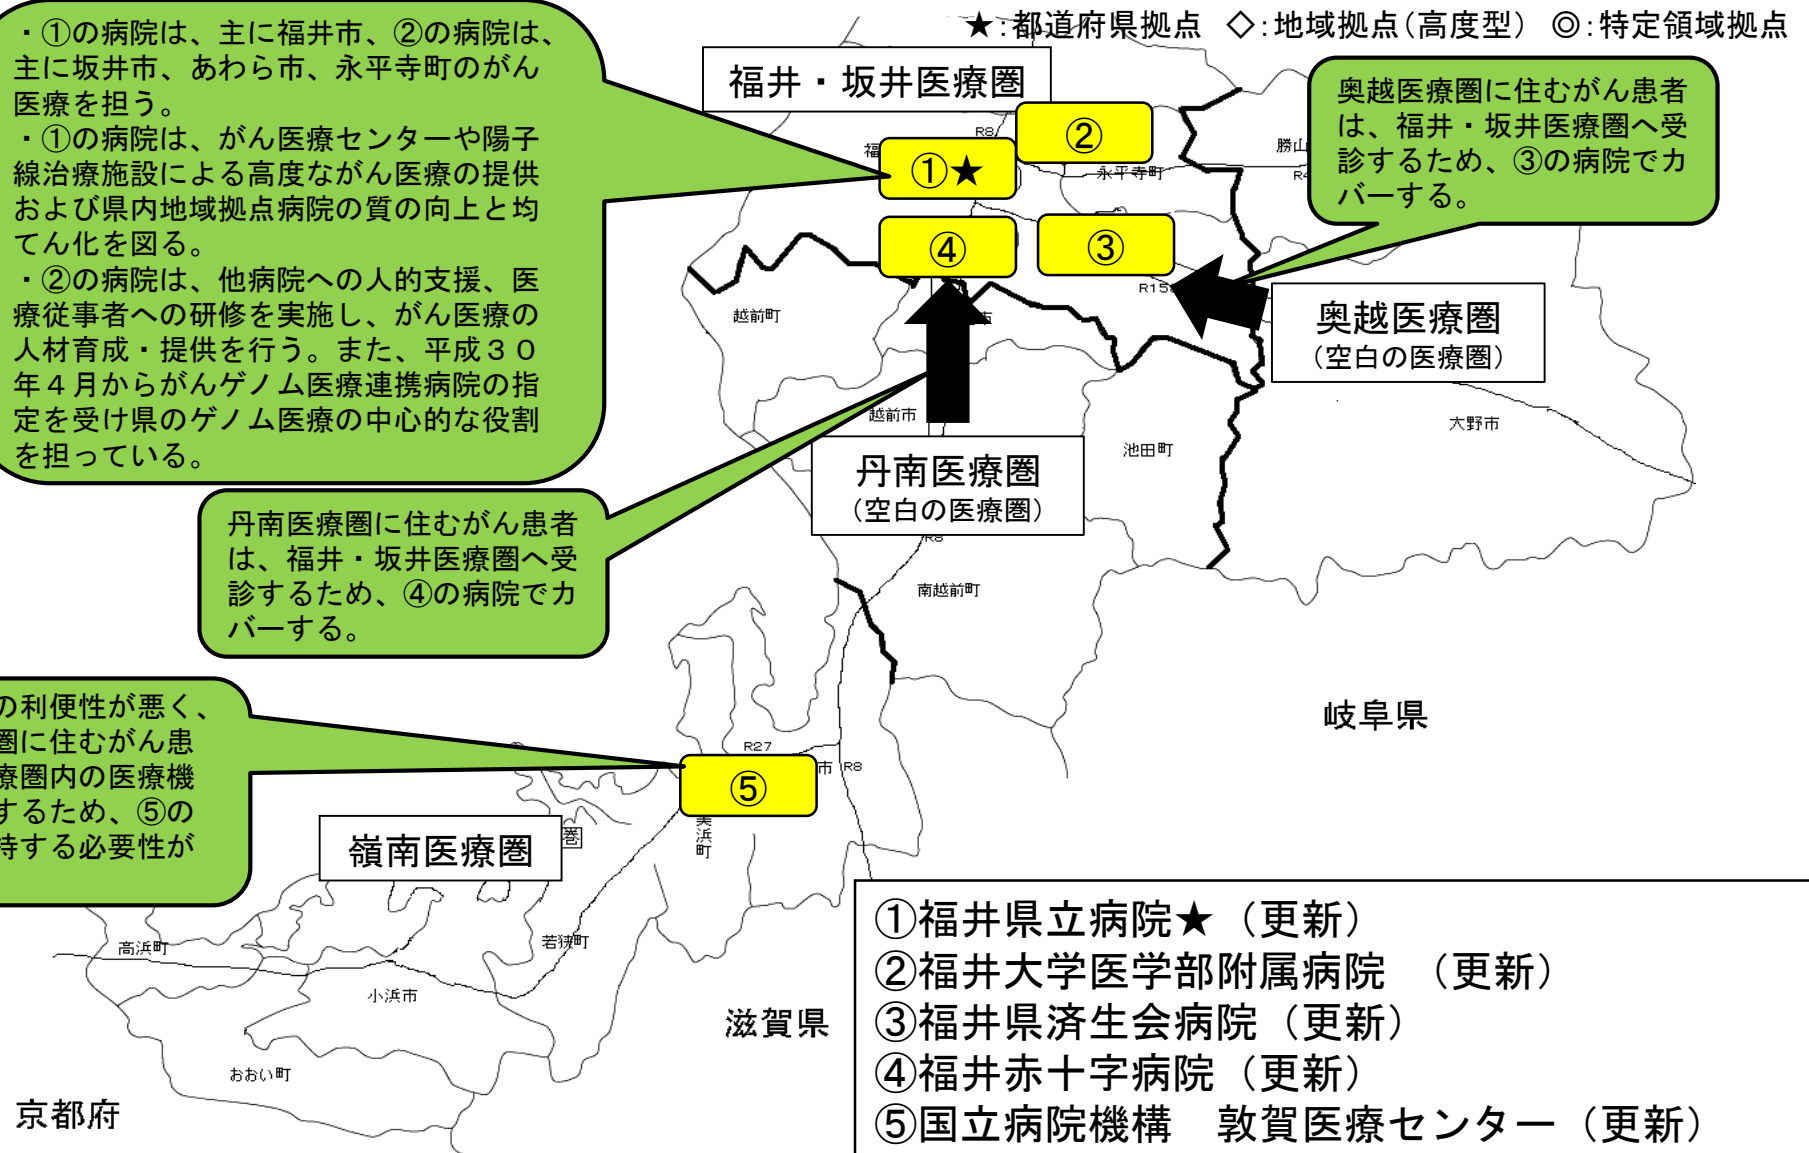 ★:都道府県拠点 ◇:地域拠点(高度型) ◎:特定領域拠点
・①の病院は、主に福井市、②の病院は、
主に坂井市、あわら市、永平寺町のがん
医療を担う。
・①の病院は、がん医療センターや陽子
線治療施設による高度ながん医療の提供
および県内地域拠点病院の質の向上と均
てん化を図る。
・②の病院は、他病院への人的支援、医
療従事者への研修を実施し、がん医療の
人材育成・提供を行う。また、平成30
年4月からがんゲノム医療連携病院の指
定を受け県のゲノム医療の中心的な役割
を担っている。
福井・坂井医療圏
奥越医療圏に住むがん患者
は、福井・坂井医療圏へ受
診するため、③の病院でカ
バーする。
R8
②
福
①★
永平寺町
勝山
④
③
R158
越前町
市
奥越医療圏
(空白の医療圏)
越前市
池田町
大野市
丹南医療圏
(空白の医療圏)
R8
丹南医療圏に住むがん患者
は、福井・坂井医療圏へ受
診するため、④の病院でカ
バーする。
南越前町
の利便性が悪く、
圏に住むがん患
療圏内の医療機
するため、⑤の
持する必要性が
岐阜県
R27
⑤
市
R8
美浜町
嶺南医療圏
高浜町
若狭町
小浜市
おおい町
滋賀県
京都府
①福井県立病院★(更新)
②福井大学医学部附属病院 (更新)
③福井県済生会病院(更新)
④福井赤十字病院(更新)
⑤国立病院機構 敦賀医療センター(更新)